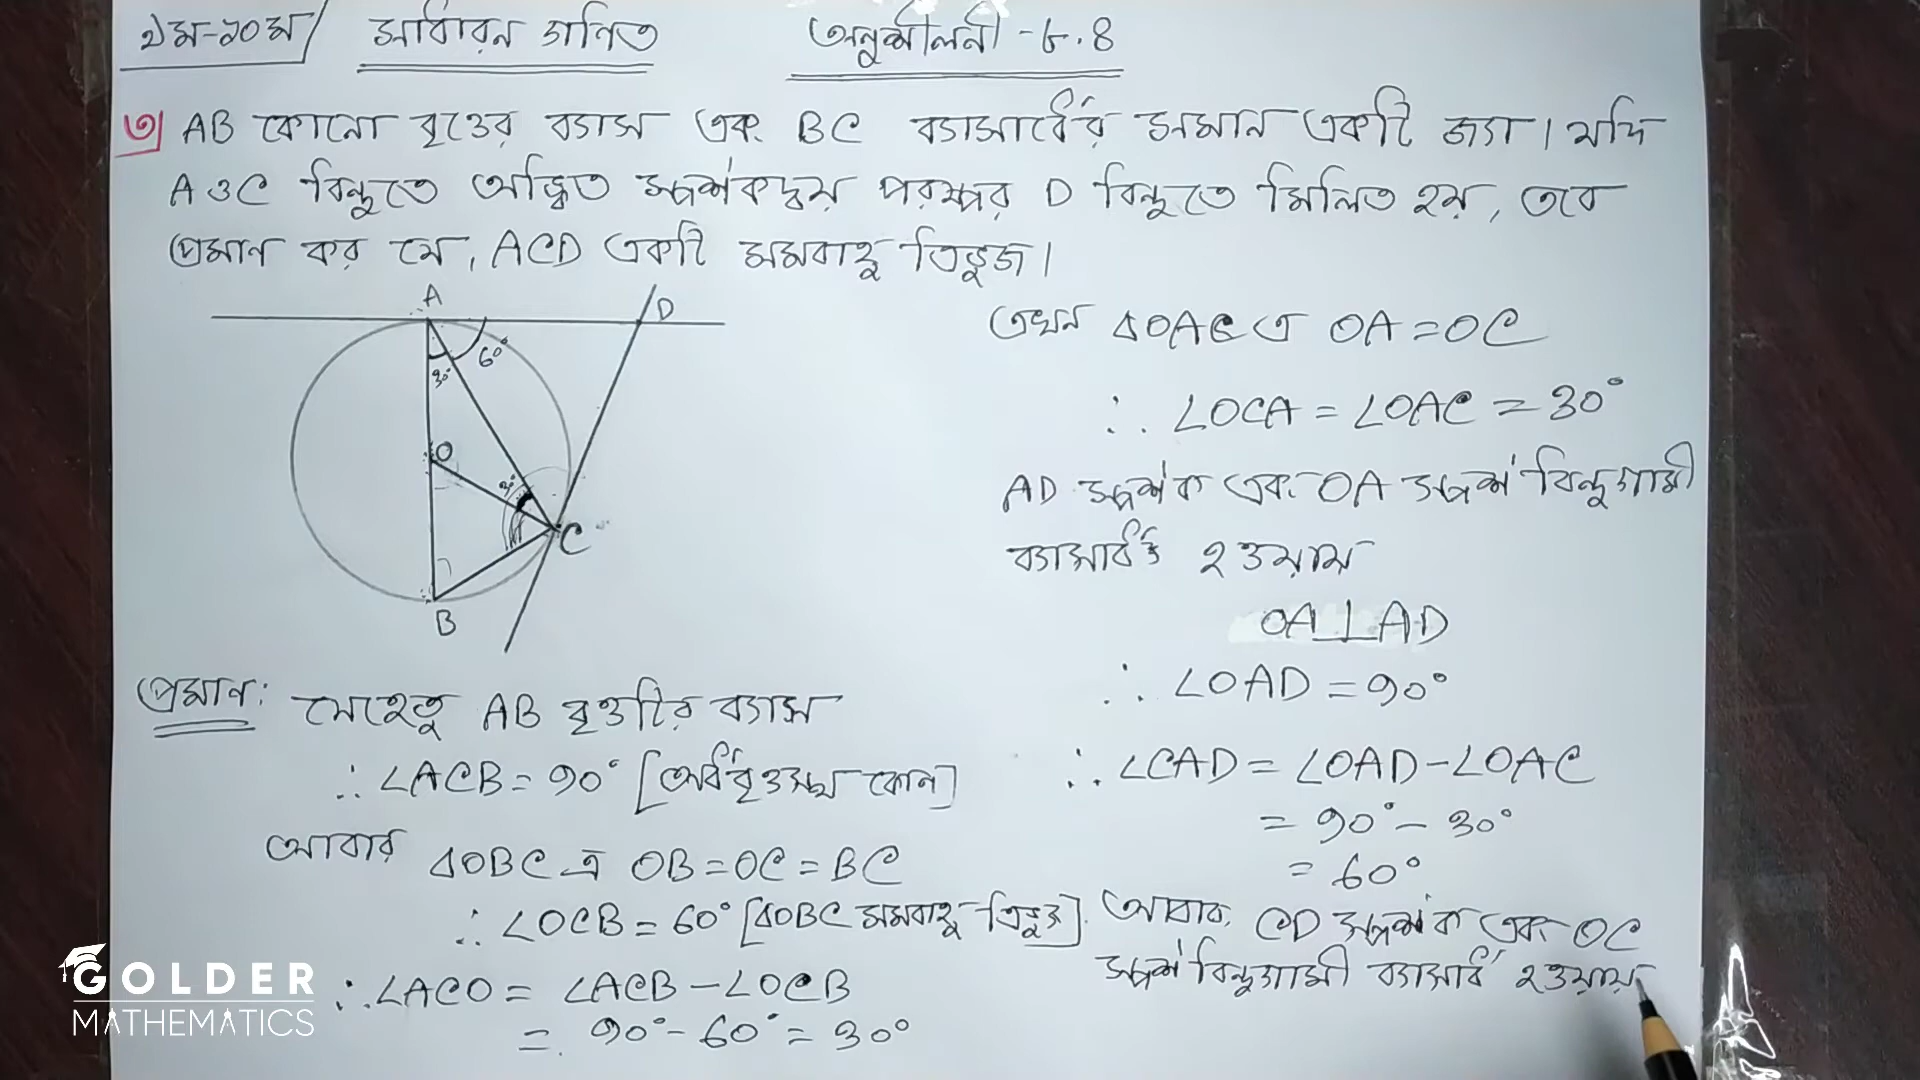 ৯ম-১০ম/ সাধারন গনিত অনুশীলনী - ৮.৪
৩| AB কোনো বৃত্তের ব্যাস এবং BC ব্যাসার্ধের সমান একটি জ্যা। যদি
A ও C বিন্দুতে অঙ্কিত স্পর্শকদ্বয় পরস্পর D বিন্দুতে মিলিত হয়, তবে
প্রমান কর যে, ACD একটি সমবাহু ত্রিভুজ।
A
D
60°
30°
O
30°
C
B
প্রমান: যেহেতু AB বৃত্তটির ব্যাস
∴ ∠ACB = 90° [অর্ধবৃত্তস্থ কোন]
আবার ΔOBC এ OB = OC = BC
∴ ∠OCB = 60° [ΔOBC সমবাহু ত্রিভুজ]
∴ ∠ACO = ∠ACB - ∠OCB
= 90° - 60° = 30°
এখন ΔOAC এ OA = OC
∴ ∠OCA = ∠OAC = 30°
AD স্পর্শক এবং OA স্পর্শ বিন্দুগামী
ব্যাসার্ধ হওয়ায়
OA ⊥ AD
∴ ∠OAD = 90°
∴ ∠CAD = ∠OAD - ∠OAC
= 90° - 30°
= 60°
আবার, CD স্পর্শক এবং OC
স্পর্শ বিন্দুগামী ব্যাসার্ধ হওয়ায়
GOLDER
MATHEMATICS